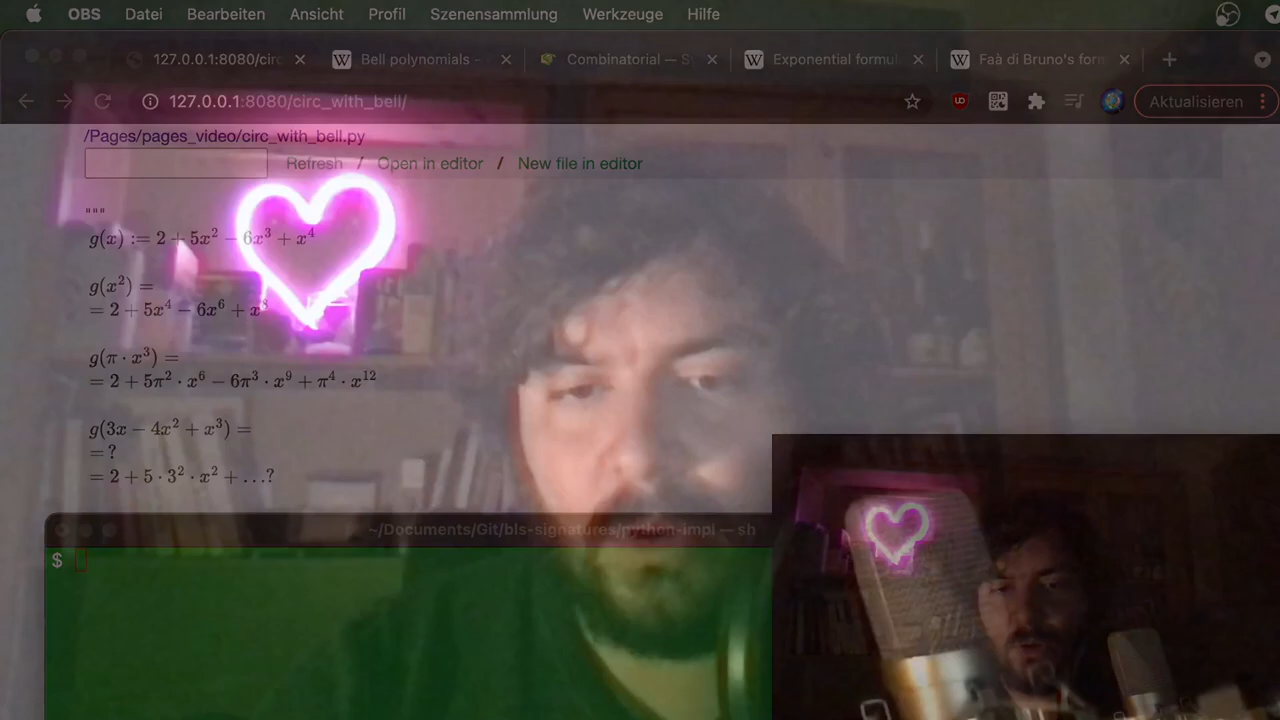 OBS Datei Bearbeiten Ansicht Profil Szenensammlung Werkzeuge Hilfe
127.0.0.1:8080/circ Bell polynomials – Combinatorial — S Exponential formul Faà di Bruno's form
127.0.0.1:8080/circ_with_bell/ Aktualisieren
/Pages/pages_video/circ_with_bell.py
Refresh / Open in editor / New file in editor
"""
g(x) := 2 + 5x² − 6x³ + x⁴
g(x²) =
= 2 + 5x⁴ − 6x⁶ + x⁸
g(π · x³) =
= 2 + 5π² · x⁶ − 6π³ · x⁹ + π⁴ · x¹²
g(3x − 4x² + x³) =
= ?
= 2 + 5 · 3² · x² + …?
~/Documents/Git/bls-signatures/python-impl — sh
$